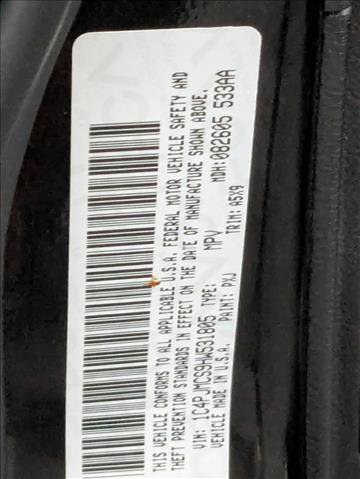 THIS VEHICLE CONFORMS TO ALL APPLICABLE U.S.A. FEDERAL MOTOR VEHICLE SAFETY AND
THEFT PREVENTION STANDARDS IN EFFECT ON THE DATE OF MANUFACTURE SHOWN ABOVE.
VIN: 1C4PJMCS9HW531805 TYPE: MPV MDH: 082605 533AA
VEHICLE MADE IN U.S.A. PAINT: PXJ TRIM: A5X9